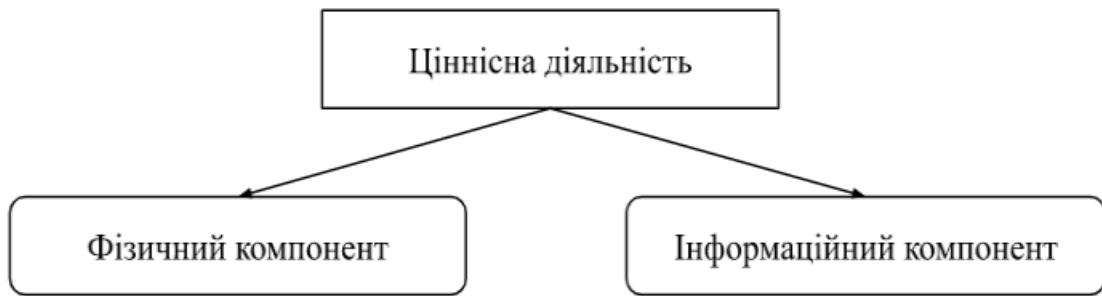 Ціннісна діяльність
Фізичний компонент
Інформаційний компонент